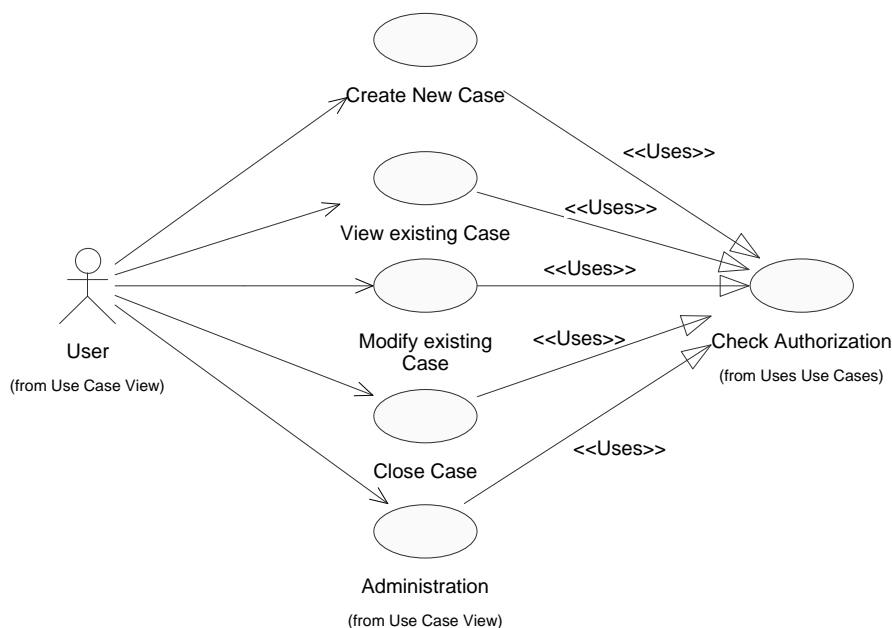 Create New Case
<<Uses>>
<<Uses>>
View existing Case
<<Uses>>
User
(from Use Case View)
Modify existing
Case
<<Uses>>
Check Authorization
(from Uses Use Cases)
<<Uses>>
Close Case
Administration
(from Use Case View)